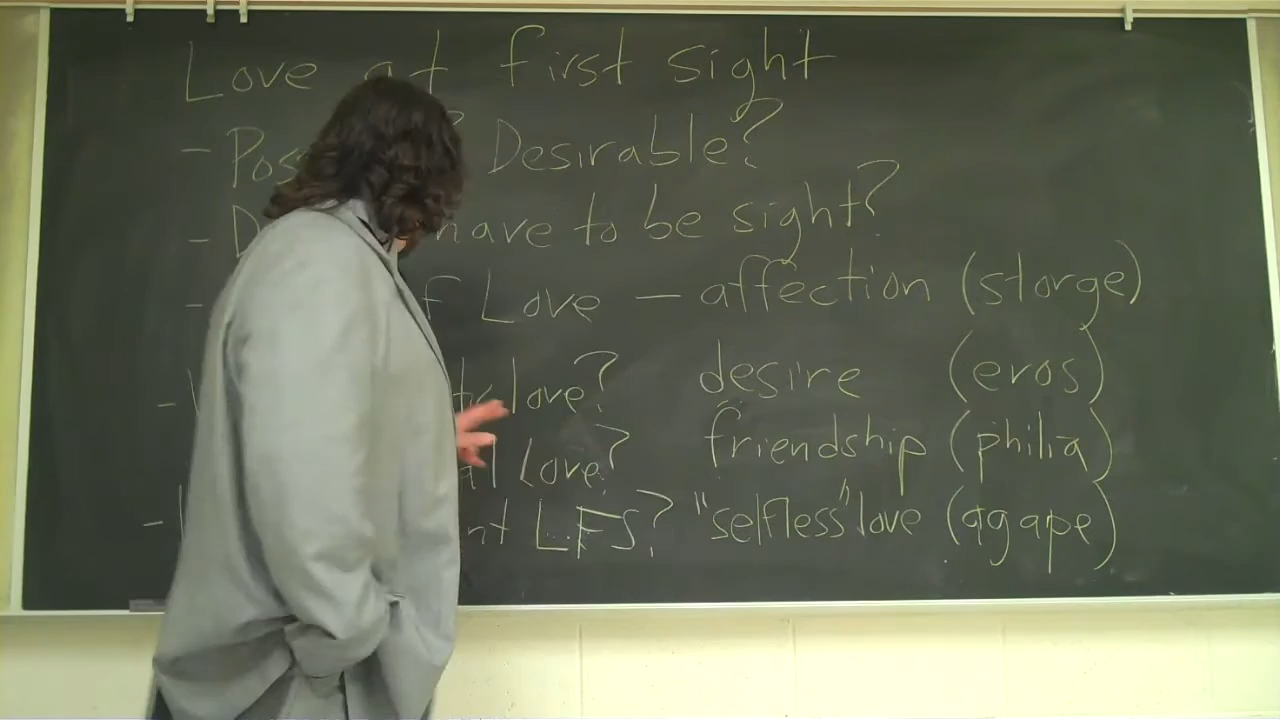 Love at first sight
- Desirable?
- have to be sight?
- Love — affection (storge)
- love? desire (eros)
Love? friendship (philia)
- LFS? "selfless" love (agape)